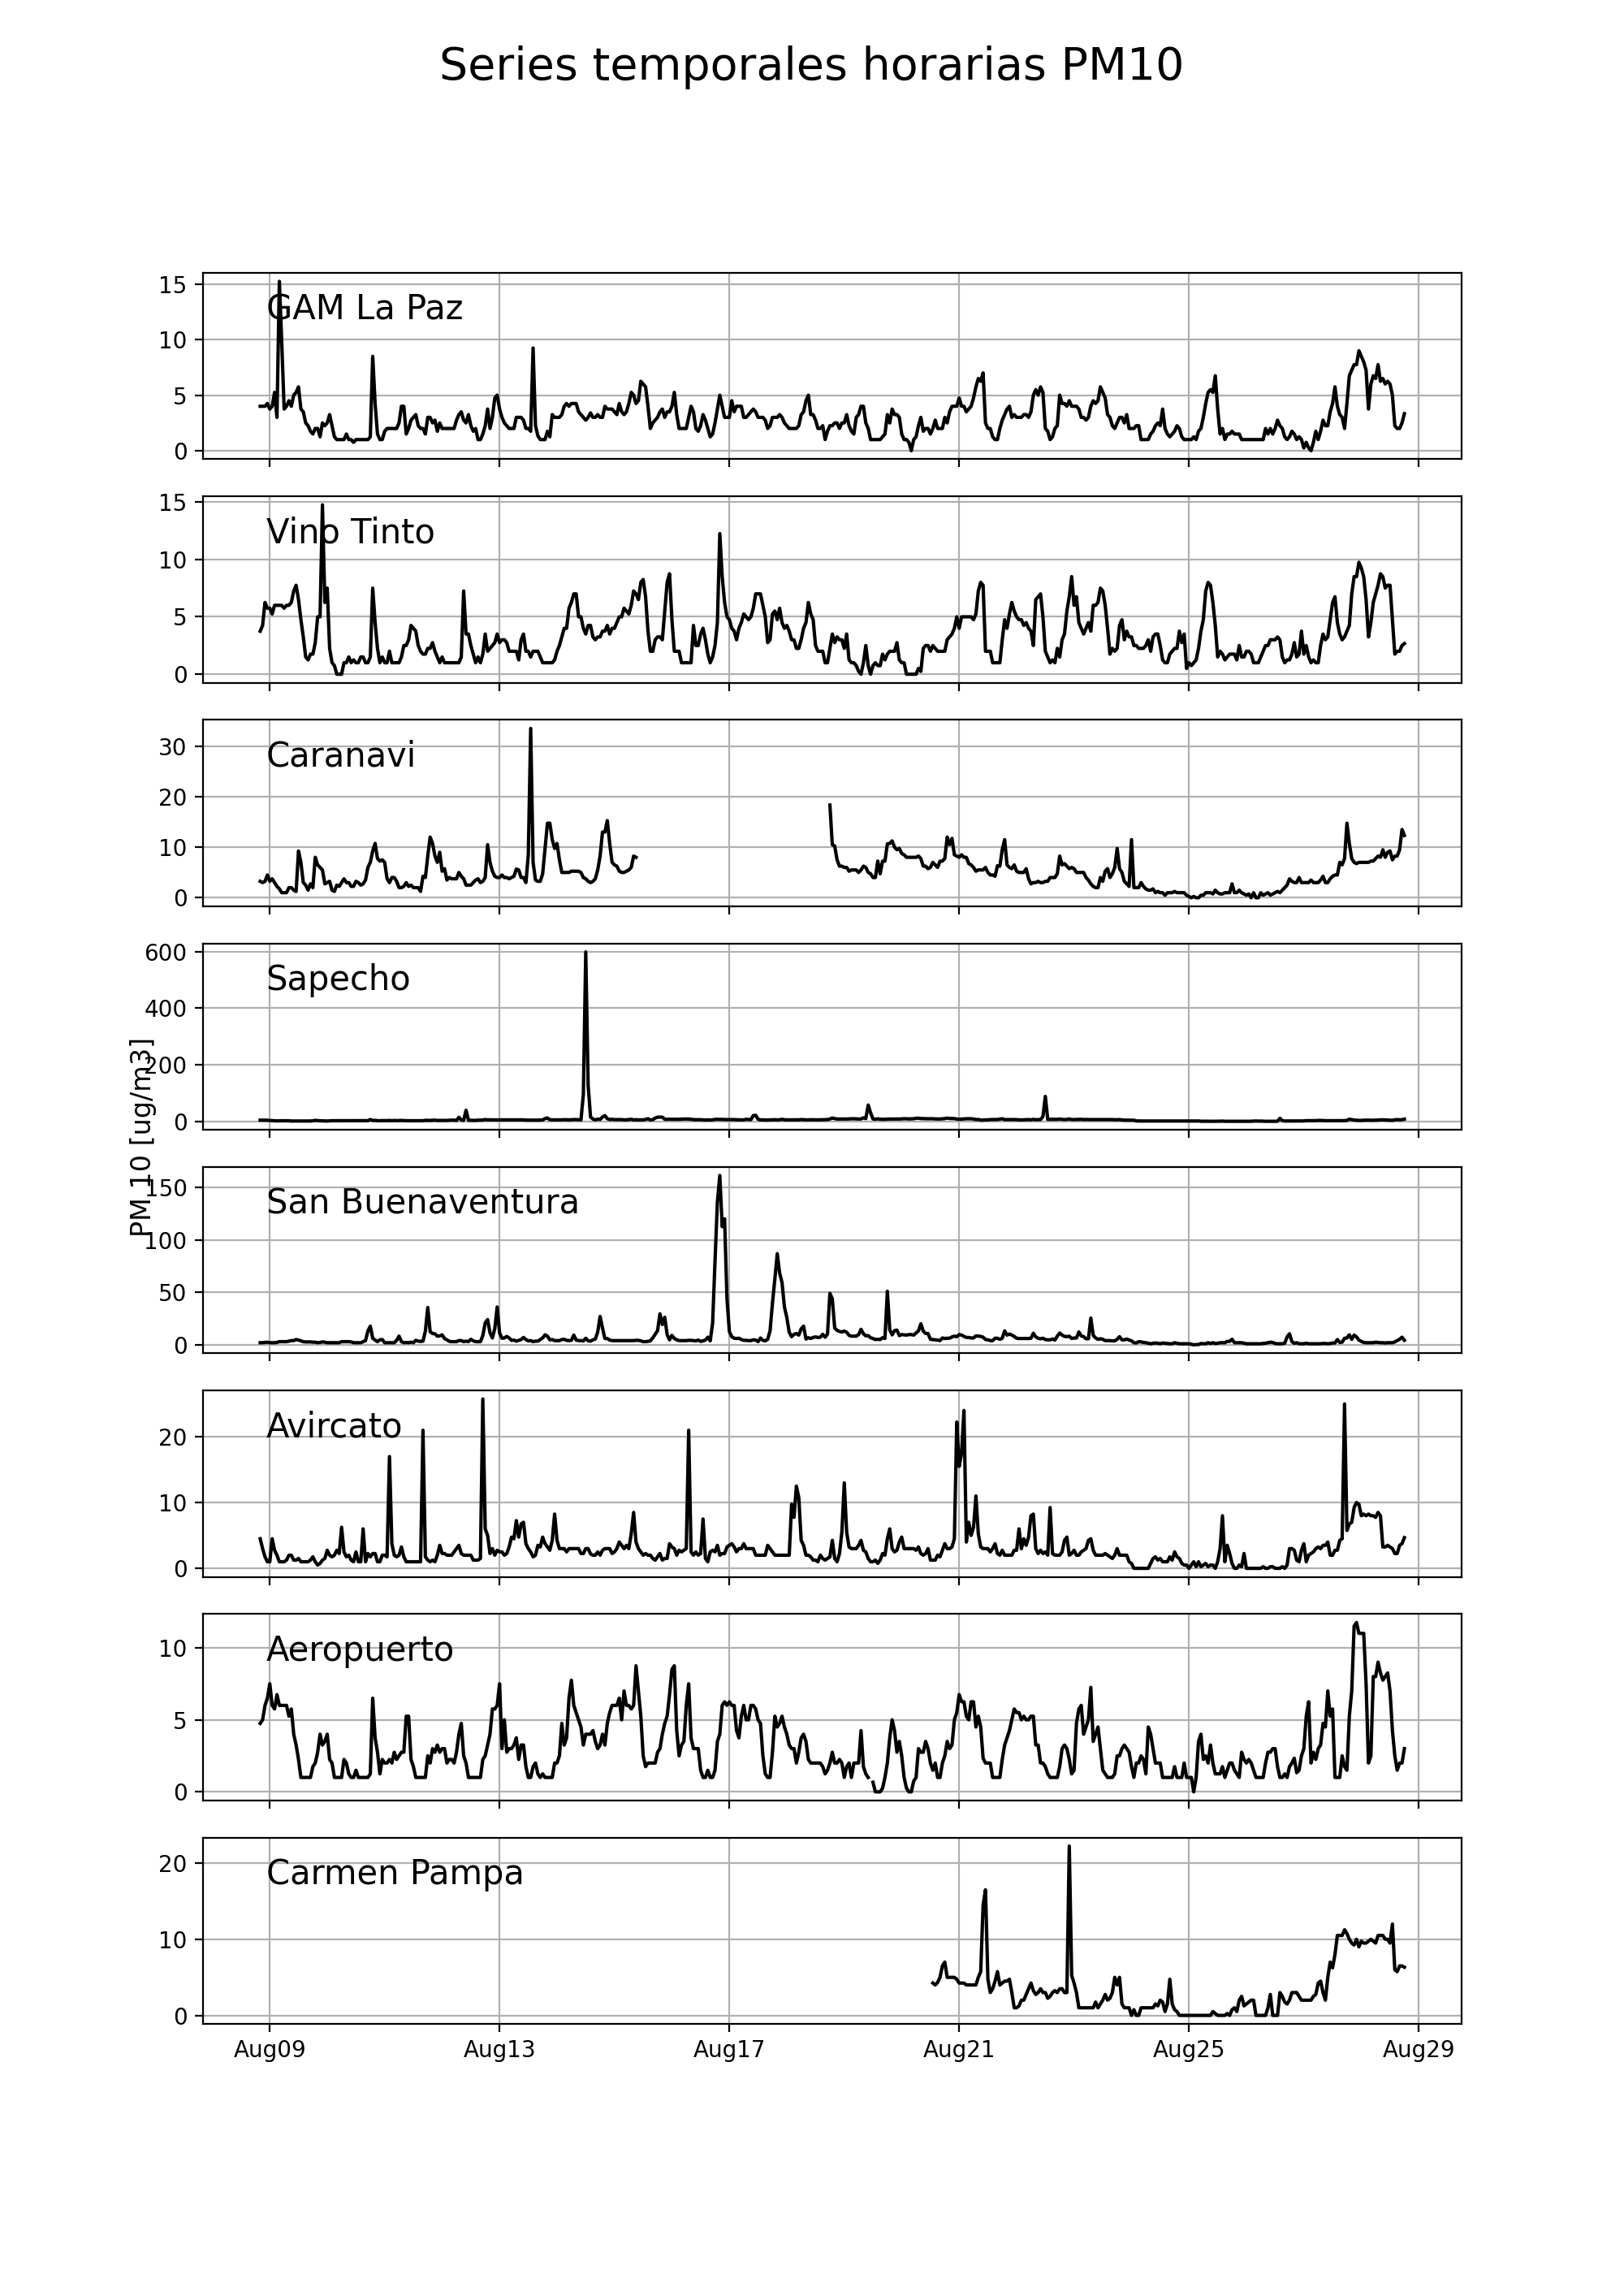 Series temporales horarias PM10
15
GAM La Paz
10
5
0
15
Vino Tinto
10
5
0
30
Caranavi
20
10
0
600
Sapecho
400
200
0
PM 10 [ug/m3]
150
San Buenaventura
100
50
0
Avircato
20
10
0
Aeropuerto
10
5
0
Carmen Pampa
20
10
0
Aug09 Aug13 Aug17 Aug21 Aug25 Aug29